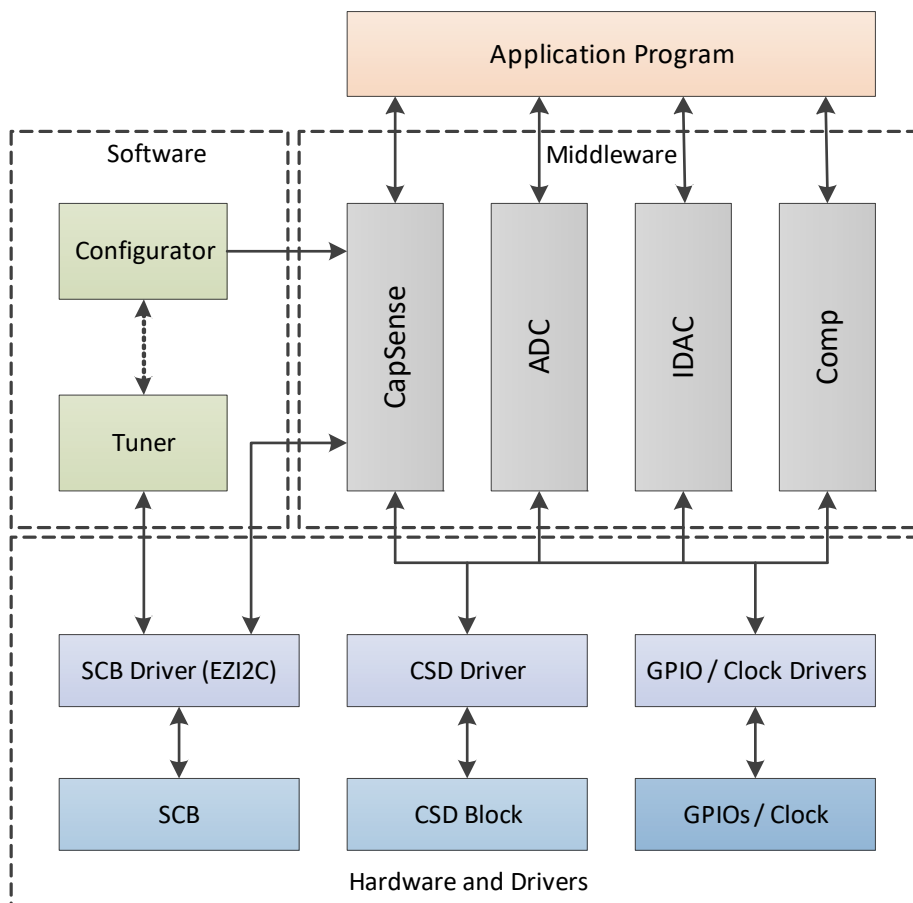 Application Program
Software
Middleware
Configurator
Tuner
CapSense
ADC
IDAC
Comp
SCB Driver (EZI2C)
CSD Driver
GPIO / Clock Drivers
SCB
CSD Block
GPIOs / Clock
Hardware and Drivers